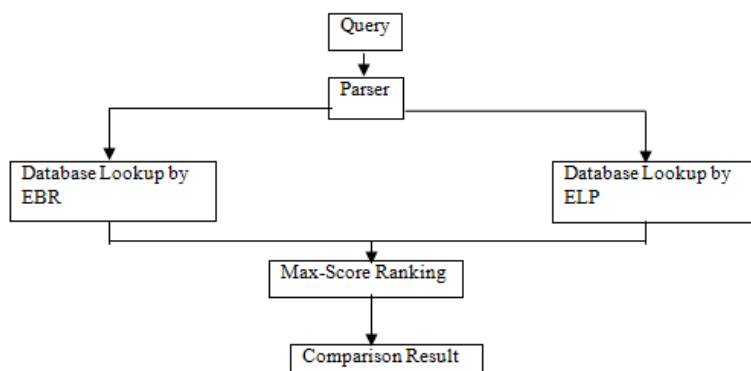 Query
Parser
Database Lookup by
EBR
Database Lookup by
ELP
Max-Score Ranking
Comparison Result